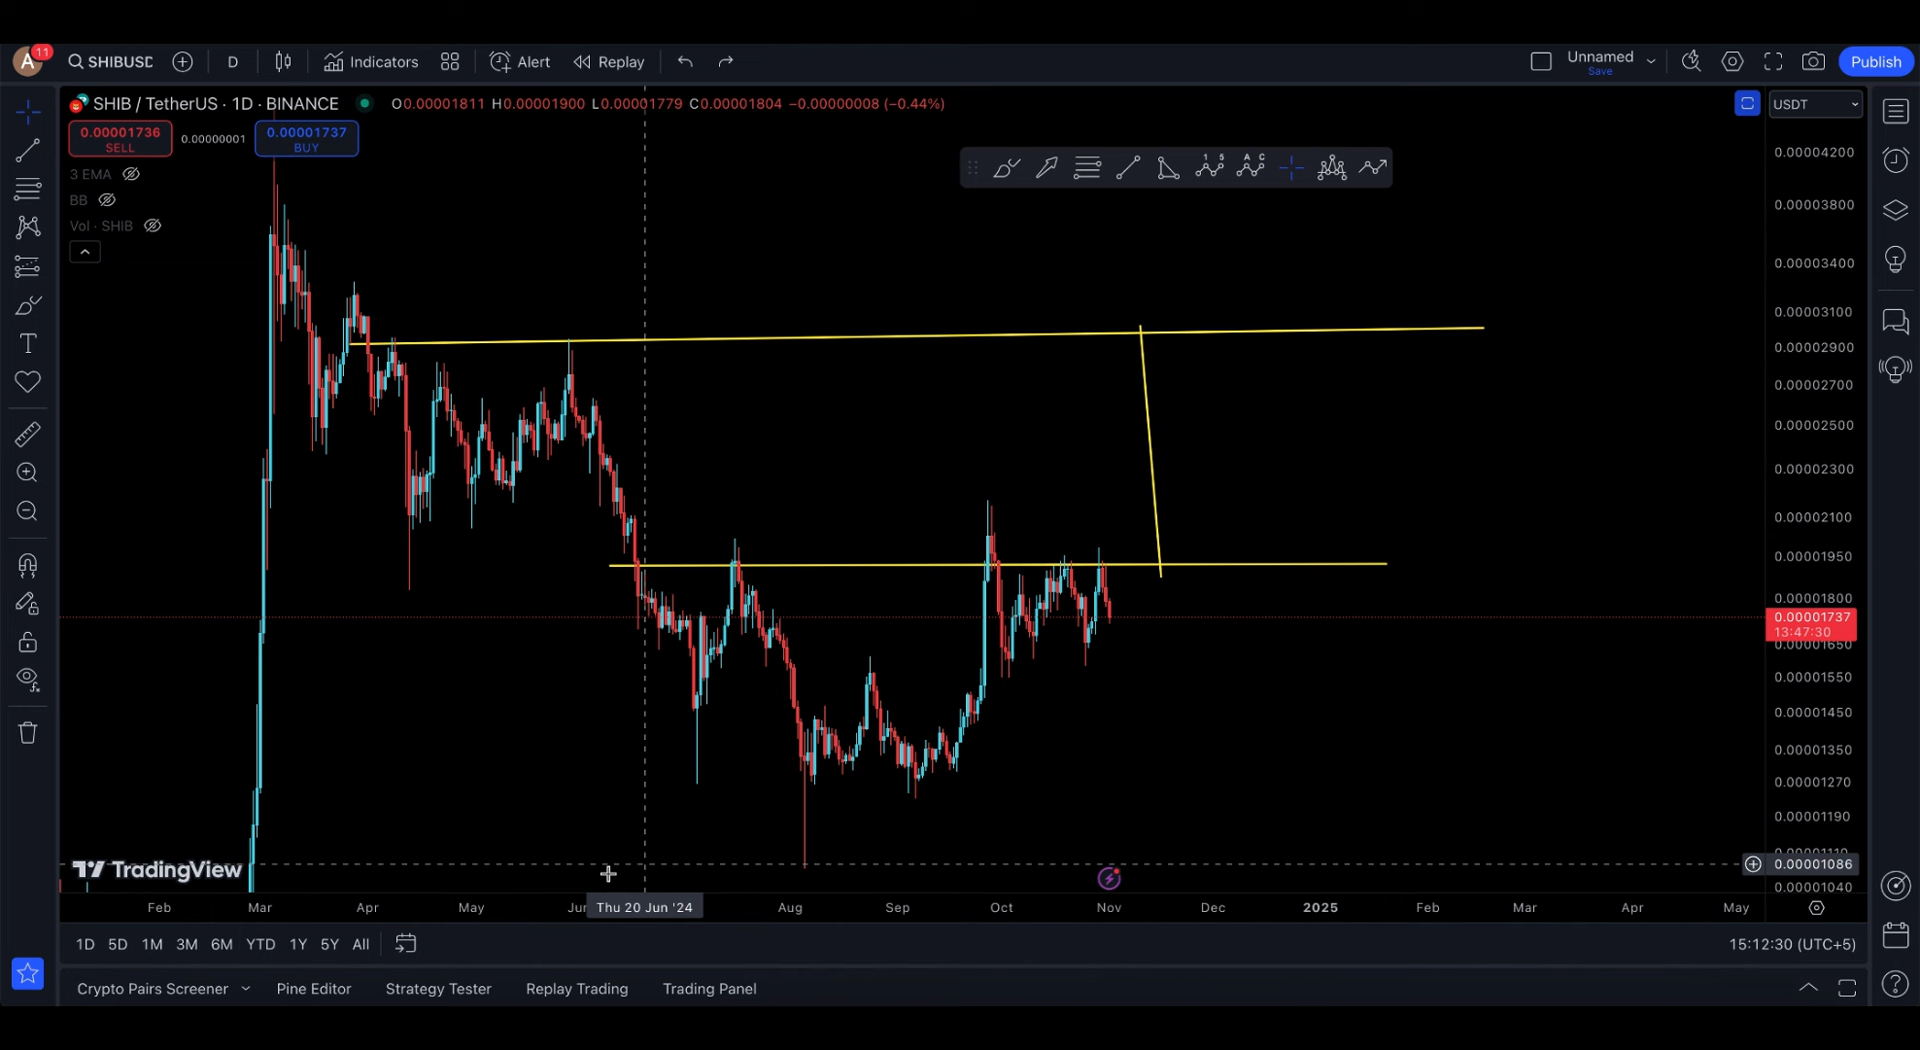 A 11 SHIBUSD D Indicators Alert Replay Unnamed Save Publish
SHIB / TetherUS · 1D · BINANCE O0.00001811 H0.00001900 L0.00001779 C0.00001804 −0.00000008 (−0.44%) USDT
0.00001736 SELL 0.00000001 0.00001737 BUY
3 EMA
BB
Vol · SHIB
1 5 A C
0.00004200
0.00003800
0.00003400
0.00003100
0.00002900
0.00002700
0.00002500
0.00002300
0.00002100
0.00001950
0.00001800
0.00001737
13:47:30
0.00001650
0.00001550
0.00001450
0.00001350
0.00001270
0.00001190
0.00001086
0.00001040
TradingView
Feb Mar Apr May Jun Thu 20 Jun '24 Aug Sep Oct Nov Dec 2025 Feb Mar Apr May
1D 5D 1M 3M 6M YTD 1Y 5Y All 15:12:30 (UTC+5)
Crypto Pairs Screener Pine Editor Strategy Tester Replay Trading Trading Panel